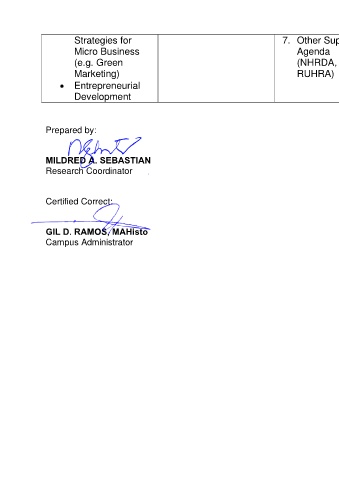 Strategies for
Micro Business
(e.g. Green
Marketing)
• Entrepreneurial
Development
7. Other Sup
Agenda
(NHRDA,
RUHRA)
Prepared by:
MILDRED A. SEBASTIAN
Research Coordinator
Certified Correct:
GIL D. RAMOS, MAHisto
Campus Administrator